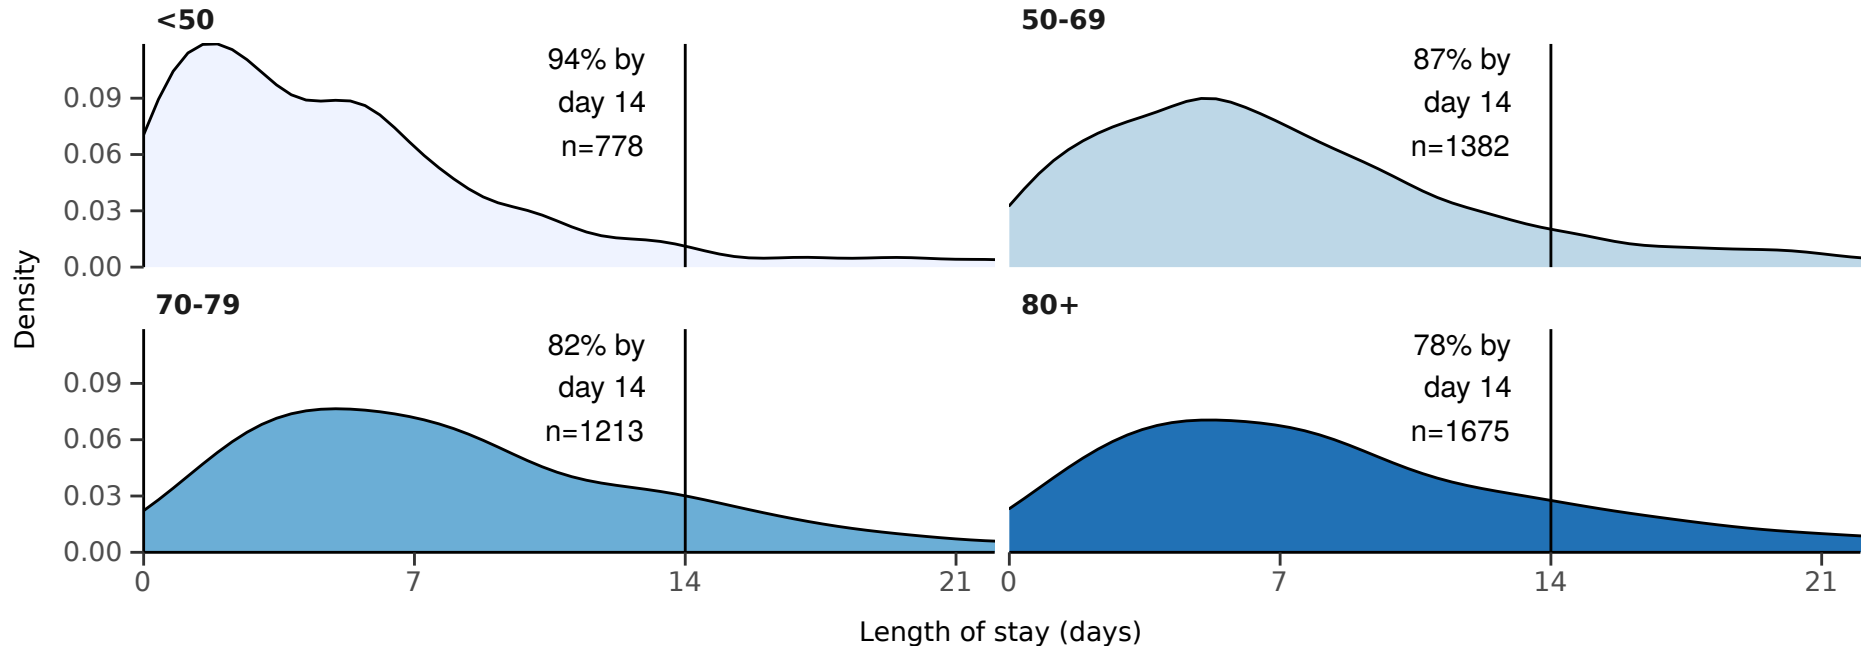 <50
94% by
day 14
n=778
0.09
0.06
0.03
0.00
50-69
87% by
day 14
n=1382
Density
70-79
82% by
day 14
n=1213
0.09
0.06
0.03
0.00
0 7 14 21
80+
78% by
day 14
n=1675
0 7 14 21
Length of stay (days)